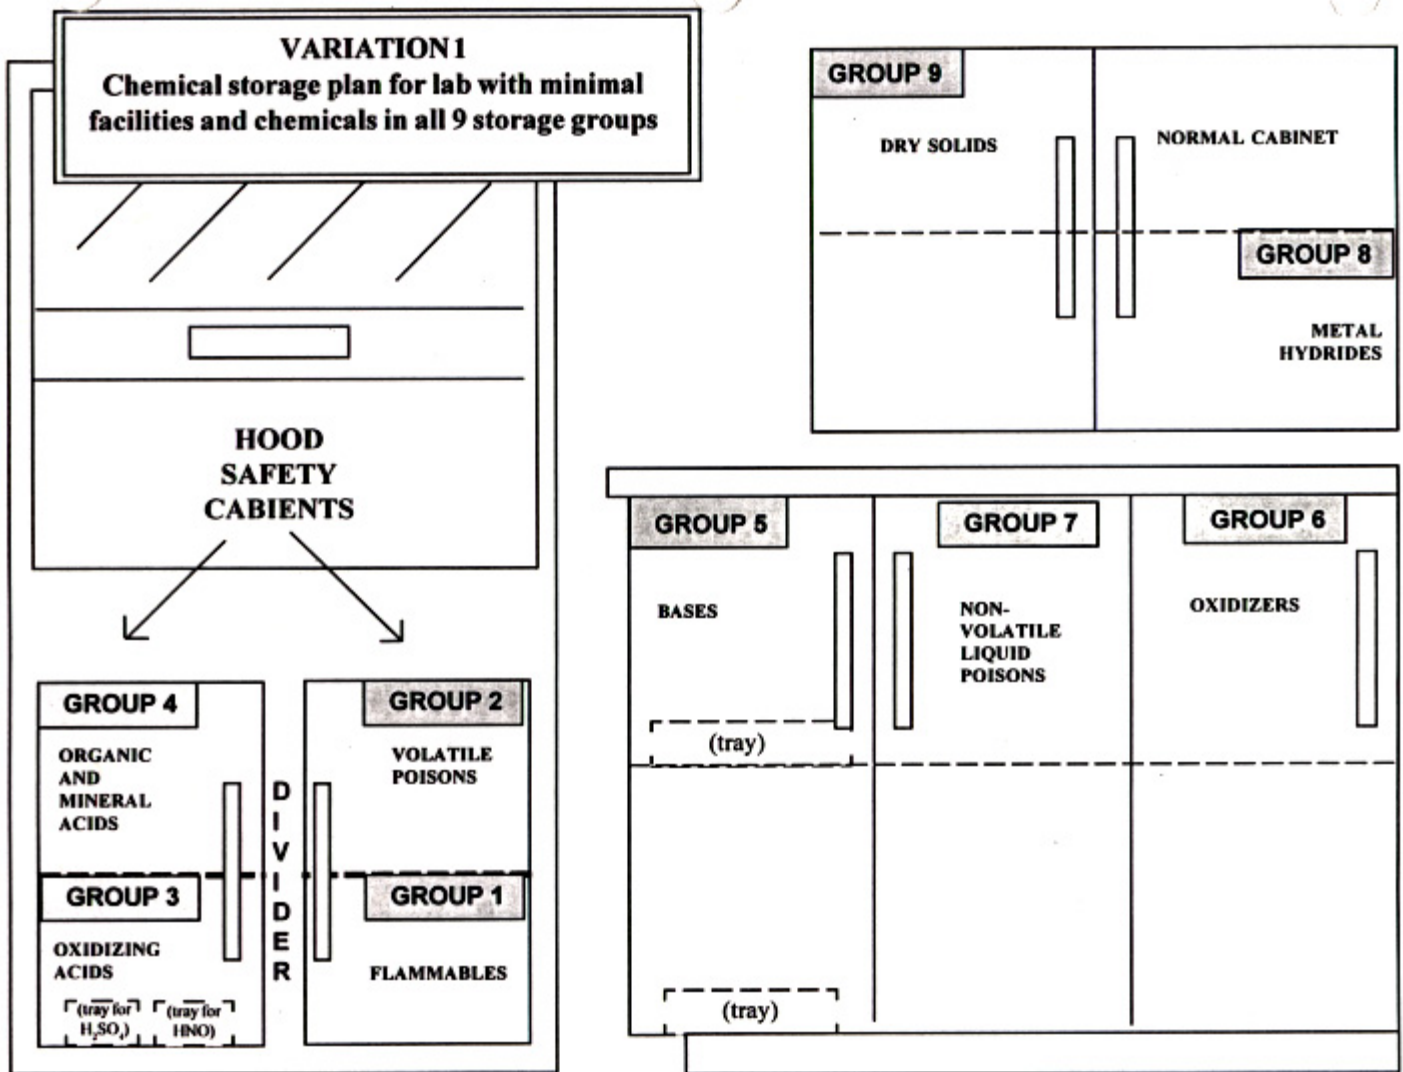 VARIATION 1
Chemical storage plan for lab with minimal
facilities and chemicals in all 9 storage groups
HOOD
SAFETY
CABIENTS
GROUP 4
ORGANIC
AND
MINERAL
ACIDS
GROUP 3
OXIDIZING
ACIDS
(tray for
H₂SO₄)
(tray for
HNO)
DIVIDER
GROUP 2
VOLATILE
POISONS
GROUP 1
FLAMMABLES
GROUP 9
DRY SOLIDS
NORMAL CABINET
GROUP 8
METAL
HYDRIDES
GROUP 5
BASES
(tray)
(tray)
GROUP 7
NON-
VOLATILE
LIQUID
POISONS
GROUP 6
OXIDIZERS